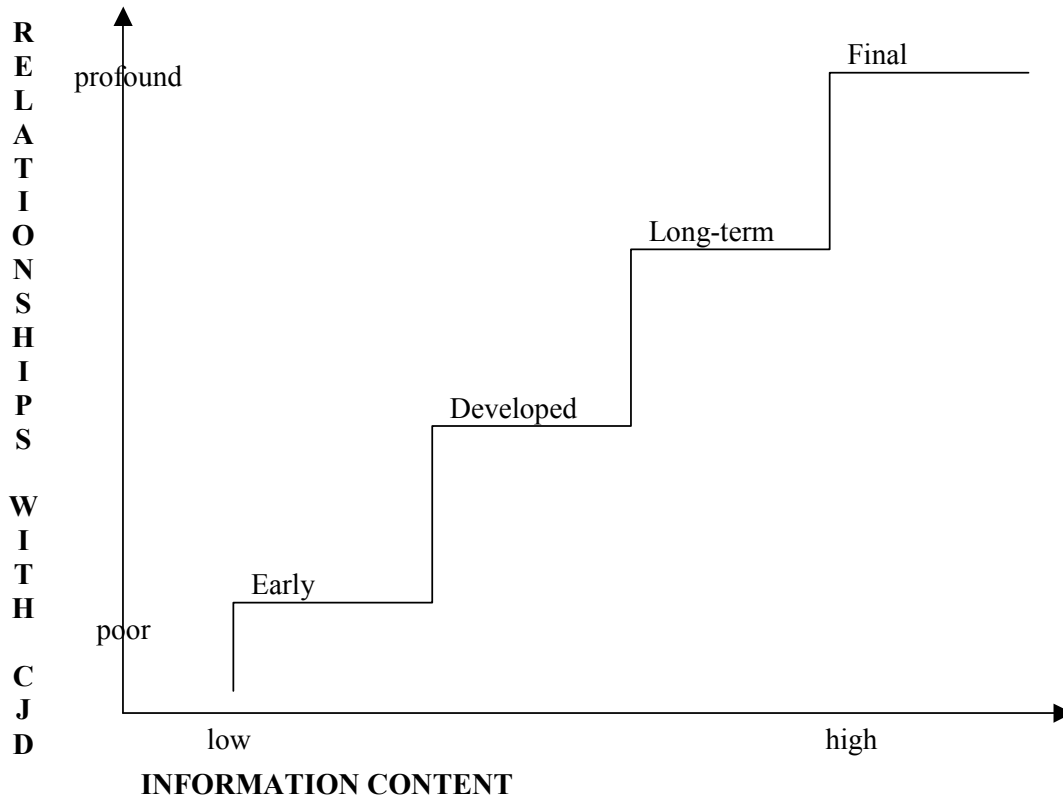 RELATIONSHIPS WITH CJD
profound
Final
Long-term
Developed
Early
poor
low
high
INFORMATION CONTENT